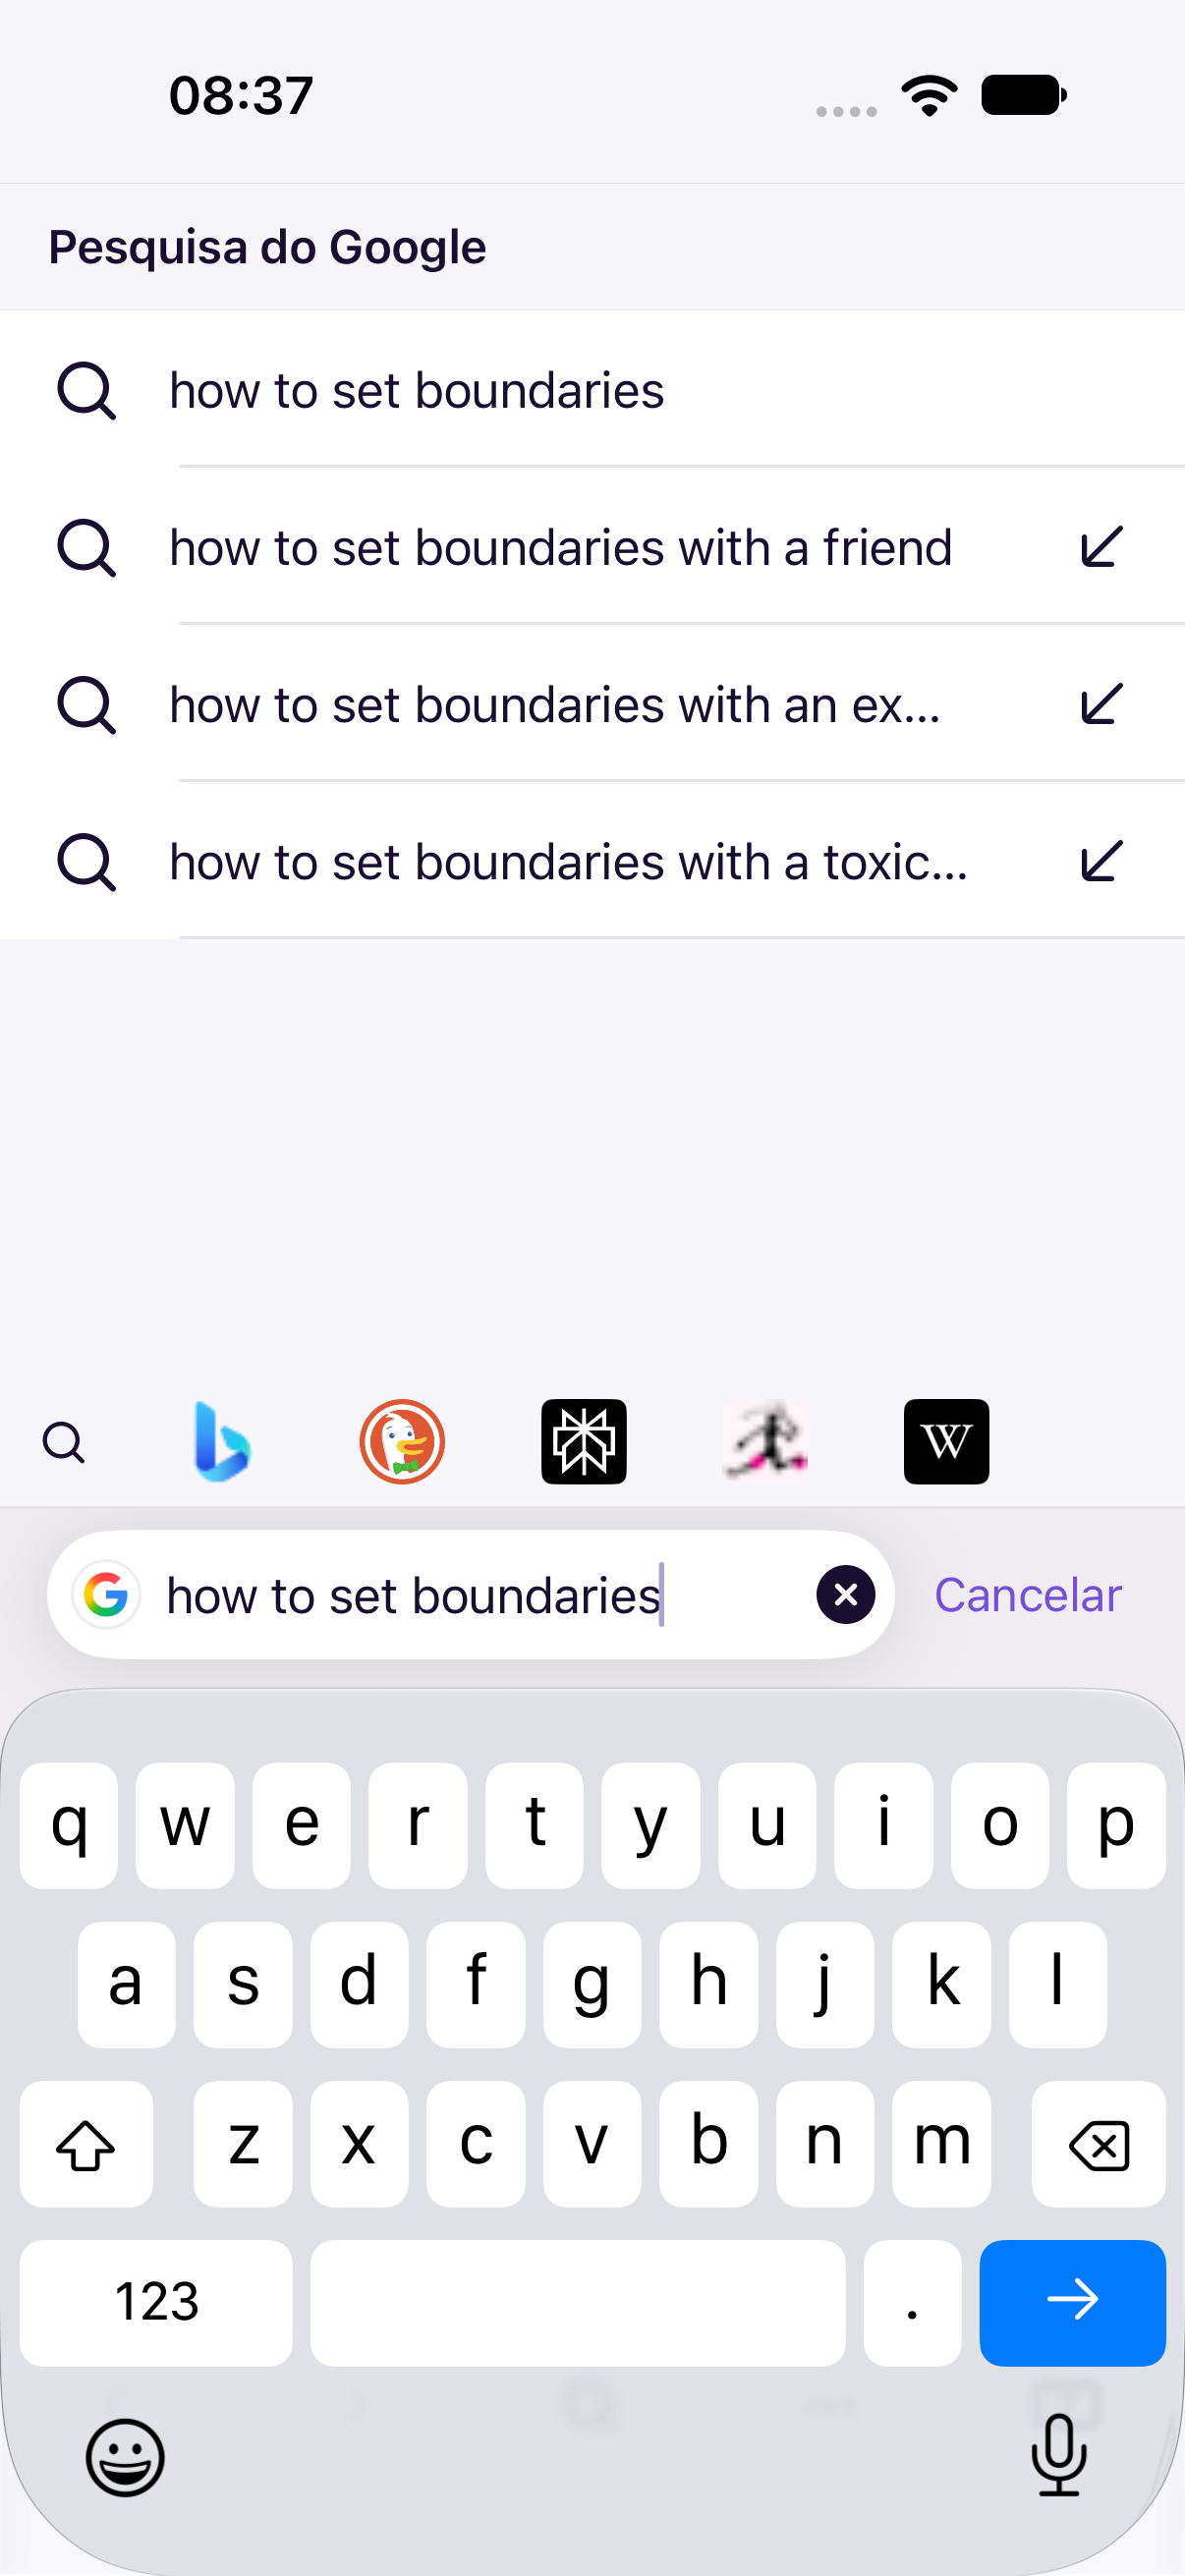 08:37
Pesquisa do Google
how to set boundaries
how to set boundaries with a friend
how to set boundaries with an ex...
how to set boundaries with a toxic...
W
how to set boundaries
Cancelar
q w e r t y u i o p
a s d f g h j k l
z x c v b n m
123 .